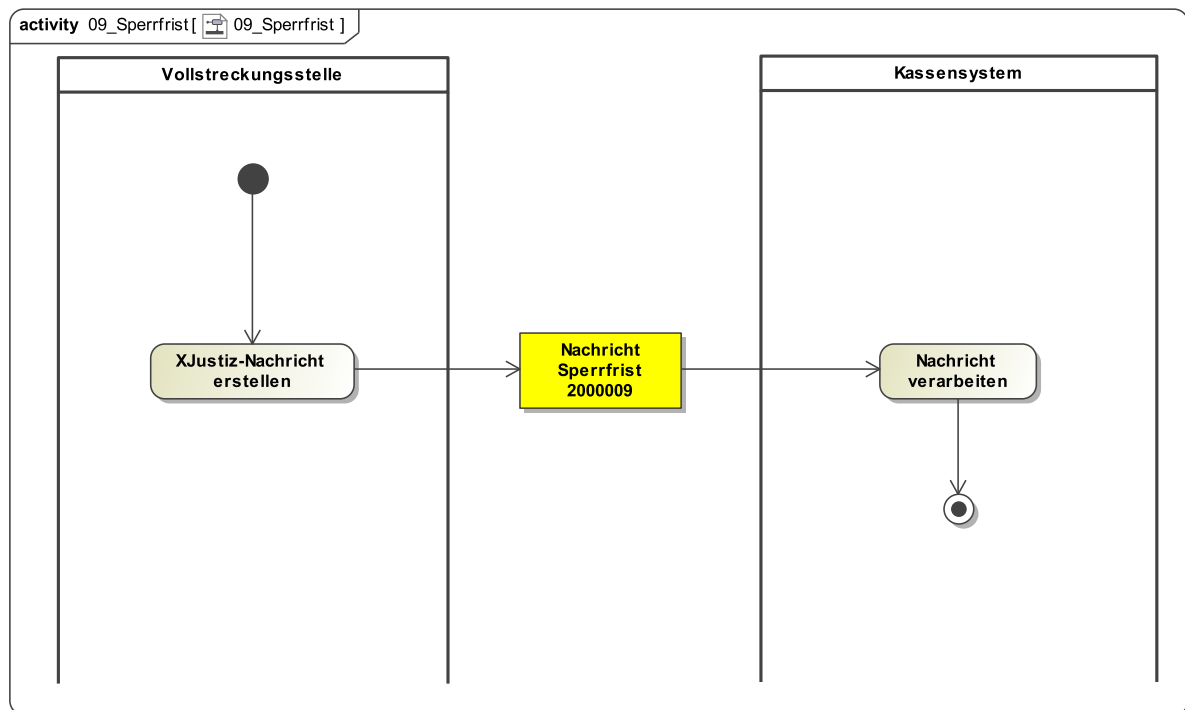 activity 09_Sperrfrist [ 09_Sperrfrist ]
Vollstreckungsstelle
Kassensystem
XJustiz-Nachricht
erstellen
Nachricht
Sperrfrist
2000009
Nachricht
verarbeiten